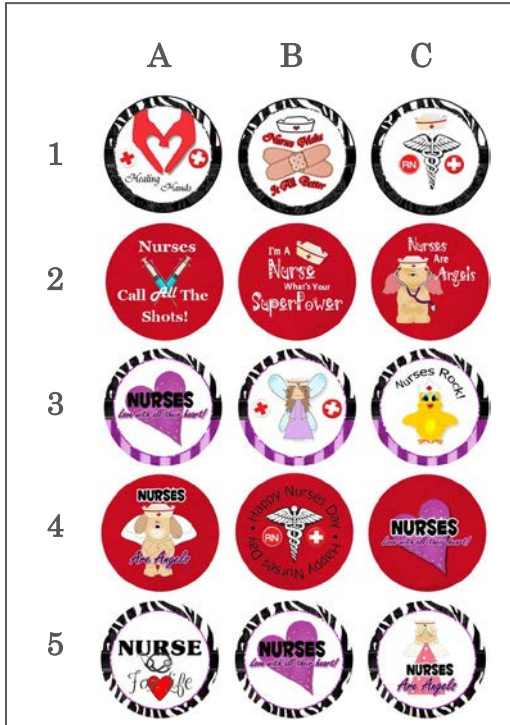 A B C
1
Healing
Hands
Nurses Make
It All Better
RN
2
Nurses
Call All The
Shots!
I'm A
Nurse
What's Your
SuperPower
Nurses
Are
Angels
3
NURSES
Love with all their heart!
Nurses Rock!
4
NURSES
Are Angels
• Happy Nurses Day • Happy Nurses Day
RN
NURSES
Love with all their heart!
5
NURSE
For Life
NURSES
Love with all their heart!
NURSES
Are Angels